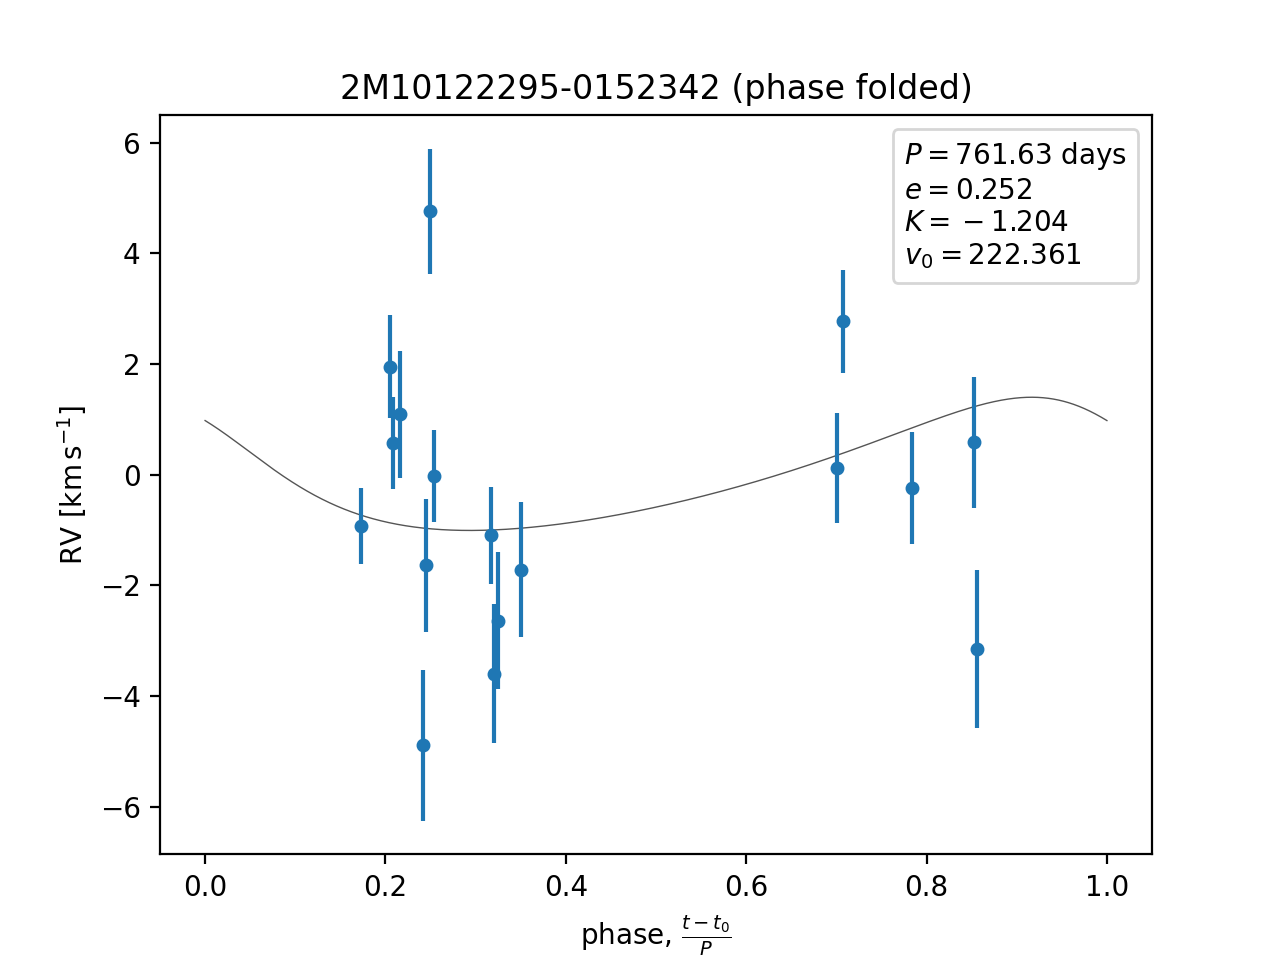 2M10122295-0152342 (phase folded)
P = 761.63 days
e = 0.252
K = −1.204
v₀ = 222.361
6
4
2
0
−2
−4
−6
RV [km s⁻¹]
0.0 0.2 0.4 0.6 0.8 1.0
phase, (t − t₀)/P